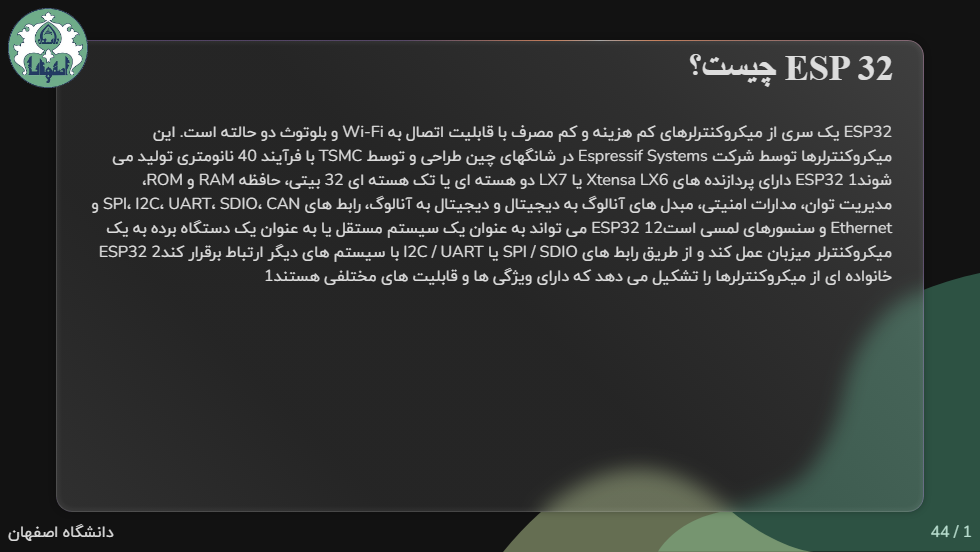 ESP 32 چیست؟
ESP32 یک سری از میکروکنترلرهای کم هزینه و کم مصرف با قابلیت اتصال به Wi-Fi و بلوتوث دو حالته است. این
میکروکنترلرها توسط شرکت Espressif Systems در شانگهای چین طراحی و توسط TSMC با فرآیند 40 نانومتری تولید می
شوند1 ESP32 دارای پردازنده های Xtensa LX6 یا LX7 دو هسته ای یا تک هسته ای 32 بیتی، حافظه RAM و ROM،
مدیریت توان، مدارات امنیتی، مبدل های آنالوگ به دیجیتال و دیجیتال به آنالوگ، رابط های SPI، I2C، UART، SDIO، CAN و
Ethernet و سنسورهای لمسی است12 ESP32 می تواند به عنوان یک سیستم مستقل یا به عنوان یک دستگاه برده به یک
میکروکنترلر میزبان عمل کند و از طریق رابط های SPI / SDIO یا I2C / UART با سیستم های دیگر ارتباط برقرار کند2 ESP32
خانواده ای از میکروکنترلرها را تشکیل می دهد که دارای ویژگی ها و قابلیت های مختلفی هستند1
دانشگاه اصفهان
44 / 1